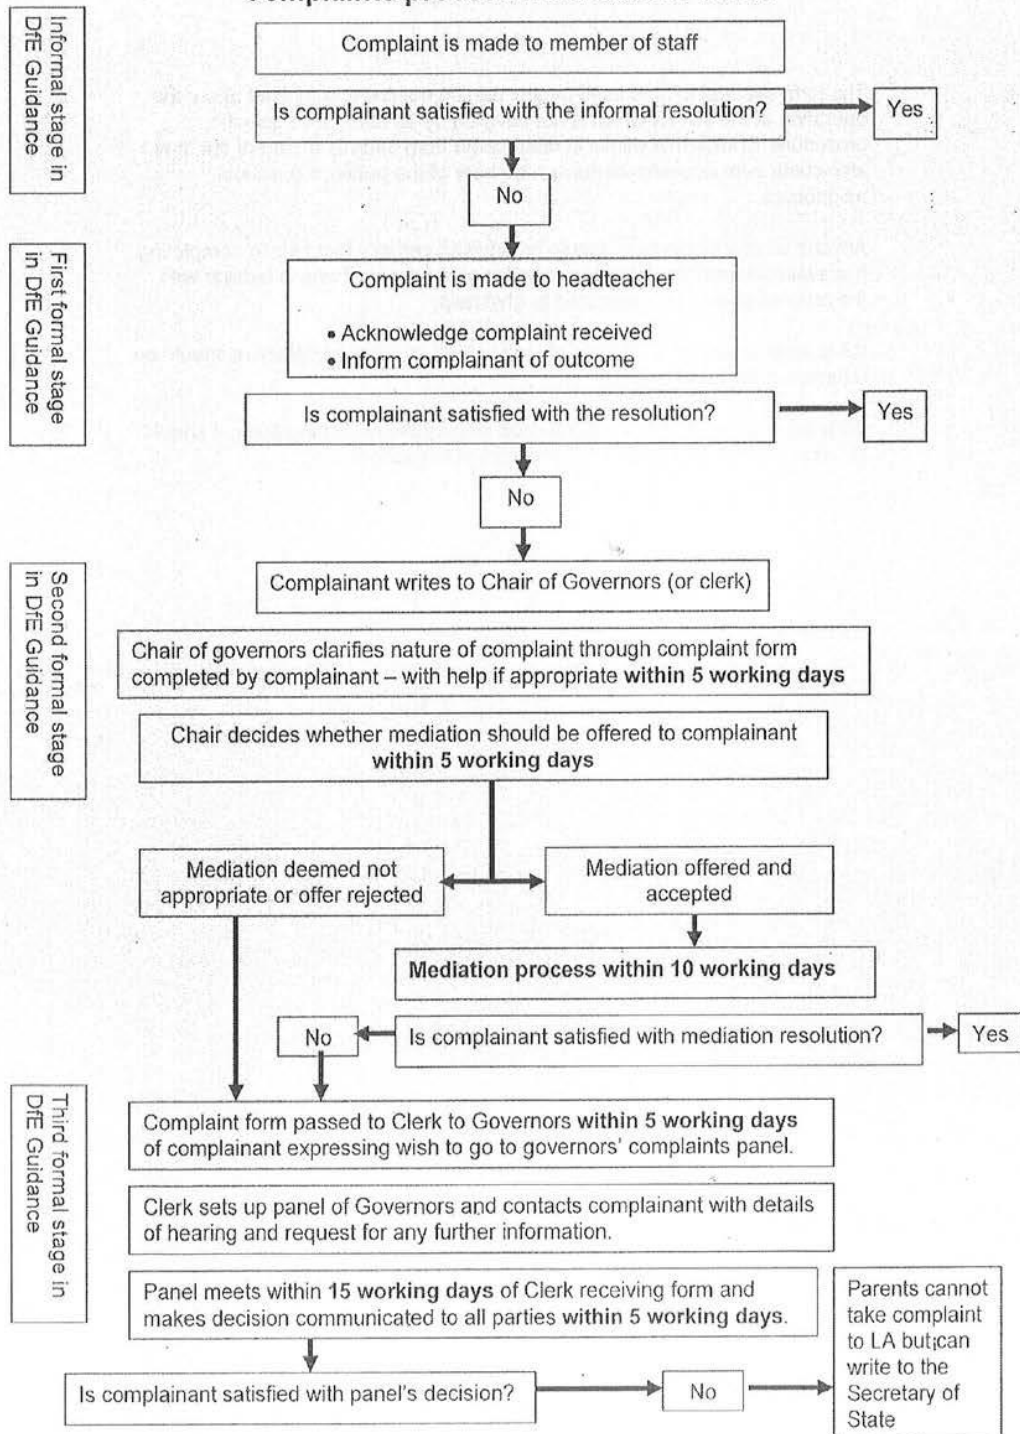 Informal stage in
DfE Guidance
Complaint is made to member of staff
Is complainant satisfied with the informal resolution?
Yes
No
First formal stage
in DfE Guidance
Complaint is made to headteacher
• Acknowledge complaint received
• Inform complainant of outcome
Is complainant satisfied with the resolution?
Yes
No
Second formal stage
in DfE Guidance
Complainant writes to Chair of Governors (or clerk)
Chair of governors clarifies nature of complaint through complaint form
completed by complainant – with help if appropriate within 5 working days
Chair decides whether mediation should be offered to complainant
within 5 working days
Mediation deemed not
appropriate or offer rejected
Mediation offered and
accepted
Mediation process within 10 working days
No
Is complainant satisfied with mediation resolution?
Yes
Third formal stage in
DfE Guidance
Complaint form passed to Clerk to Governors within 5 working days
of complainant expressing wish to go to governors' complaints panel.
Clerk sets up panel of Governors and contacts complainant with details
of hearing and request for any further information.
Panel meets within 15 working days of Clerk receiving form and
makes decision communicated to all parties within 5 working days.
Is complainant satisfied with panel's decision?
No
Parents cannot
take complaint
to LA but can
write to the
Secretary of
State